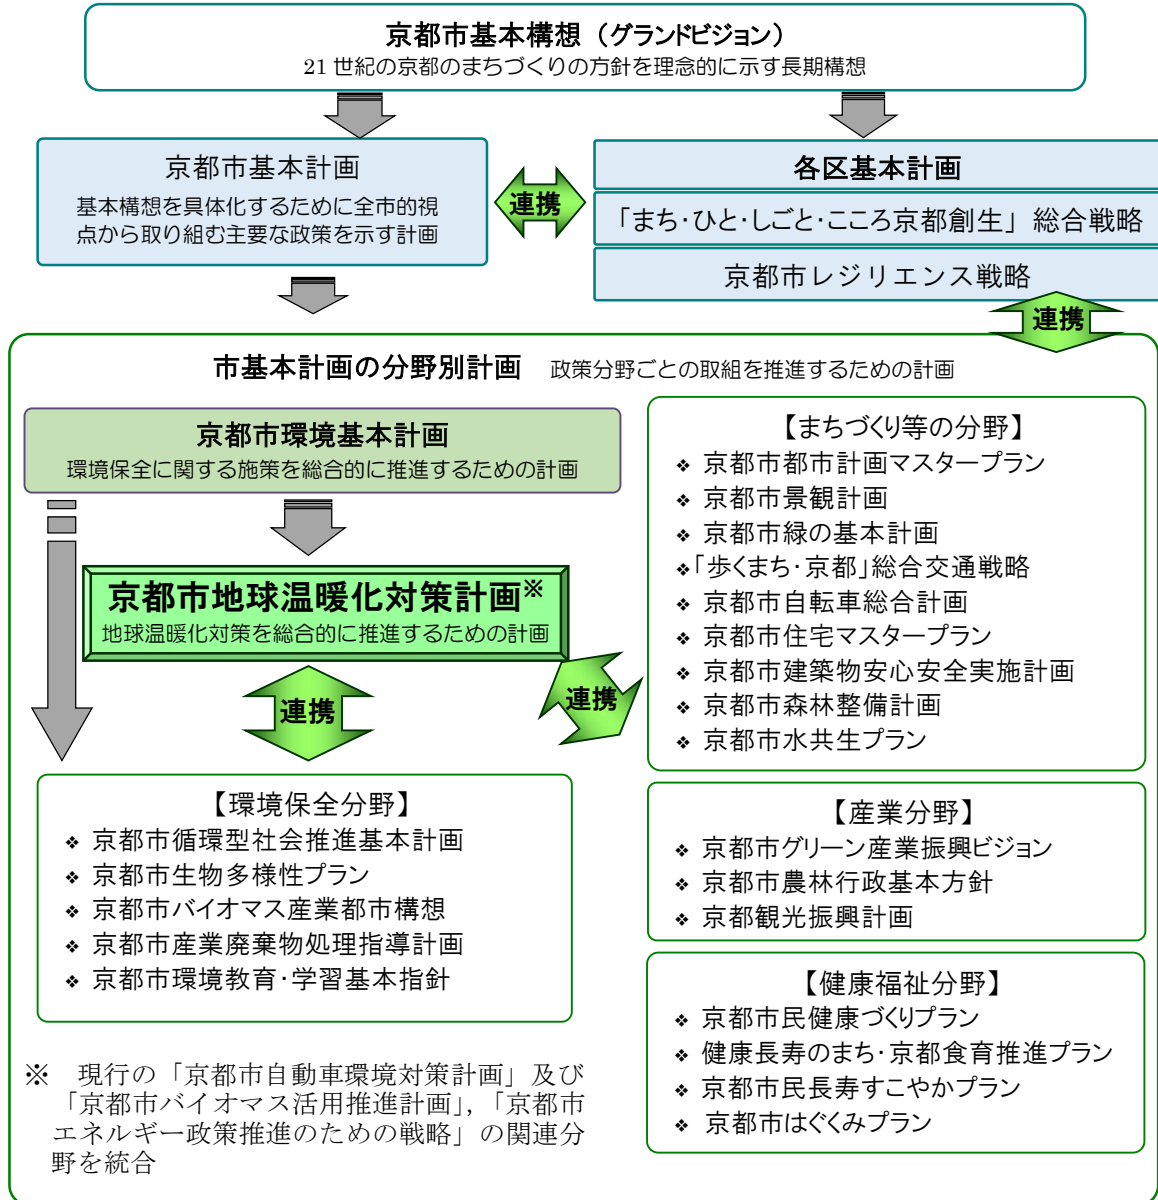 京都市基本構想（グランドビジョン）
21世紀の京都のまちづくりの方針を理念的に示す長期構想
京都市基本計画
基本構想を具体化するために全市的視
点から取り組む主要な政策を示す計画
連携
各区基本計画
「まち・ひと・しごと・こころ京都創生」総合戦略
京都市レジリエンス戦略
連携
市基本計画の分野別計画 政策分野ごとの取組を推進するための計画
京都市環境基本計画
環境保全に関する施策を総合的に推進するための計画
京都市地球温暖化対策計画※
地球温暖化対策を総合的に推進するための計画
連携
連携
【環境保全分野】
❖ 京都市循環型社会推進基本計画
❖ 京都市生物多様性プラン
❖ 京都市バイオマス産業都市構想
❖ 京都市産業廃棄物処理指導計画
❖ 京都市環境教育・学習基本指針
※ 現行の「京都市自動車環境対策計画」及び
「京都市バイオマス活用推進計画」，「京都市
エネルギー政策推進のための戦略」の関連分
野を統合
【まちづくり等の分野】
❖ 京都市都市計画マスタープラン
❖ 京都市景観計画
❖ 京都市緑の基本計画
❖「歩くまち・京都」総合交通戦略
❖ 京都市自転車総合計画
❖ 京都市住宅マスタープラン
❖ 京都市建築物安心安全実施計画
❖ 京都市森林整備計画
❖ 京都市水共生プラン
【産業分野】
❖ 京都市グリーン産業振興ビジョン
❖ 京都市農林行政基本方針
❖ 京都観光振興計画
【健康福祉分野】
❖ 京都市民健康づくりプラン
❖ 健康長寿のまち・京都食育推進プラン
❖ 京都市民長寿すこやかプラン
❖ 京都市はぐくみプラン